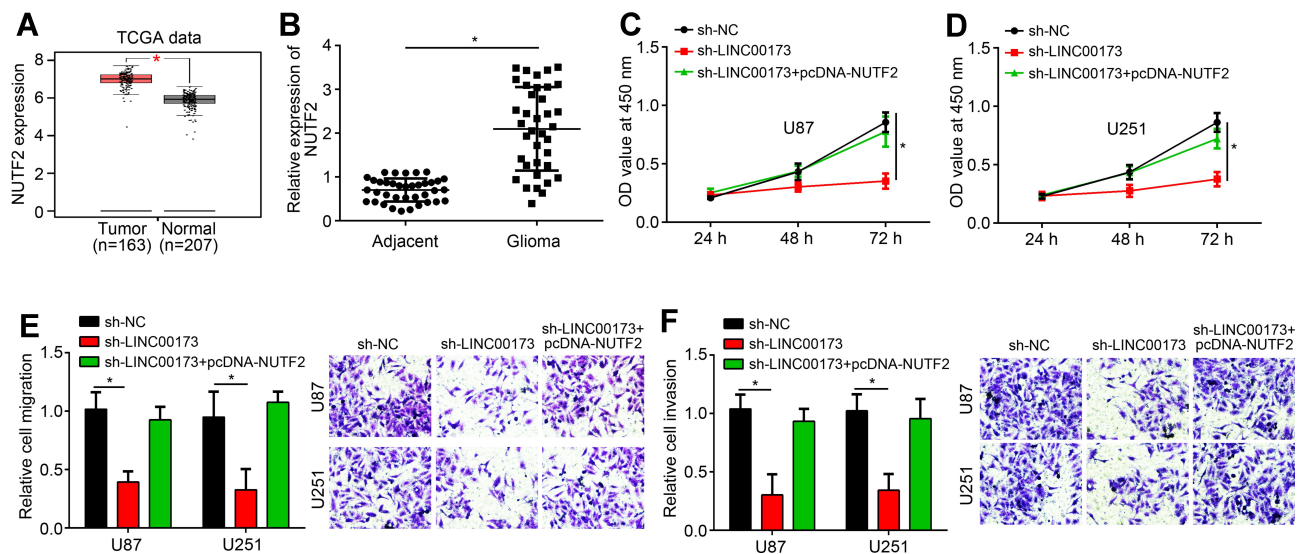 A
TCGA data
*
NUTF2 expression
8
6
4
2
0
Tumor
(n=163)
Normal
(n=207)
B
Relative expression of
NUTF2
4
3
2
1
0
*
Adjacent
Glioma
C
sh-NC
sh-LINC00173
sh-LINC00173+pcDNA-NUTF2
OD value at 450 nm
1.5
1.0
0.5
0.0
U87
*
24 h
48 h
72 h
D
sh-NC
sh-LINC00173
sh-LINC00173+pcDNA-NUTF2
OD value at 450 nm
1.5
1.0
0.5
0.0
U251
*
24 h
48 h
72 h
E
sh-NC
sh-LINC00173
sh-LINC00173+pcDNA-NUTF2
Relative cell migration
1.5
1.0
0.5
0.0
*
*
U87
U251
sh-NC
sh-LINC00173
sh-LINC00173+
pcDNA-NUTF2
U87
U251
F
sh-NC
sh-LINC00173
sh-LINC00173+pcDNA-NUTF2
Relative cell invasion
1.5
1.0
0.5
0.0
*
*
U87
U251
sh-NC
sh-LINC00173
sh-LINC00173+
pcDNA-NUTF2
U87
U251